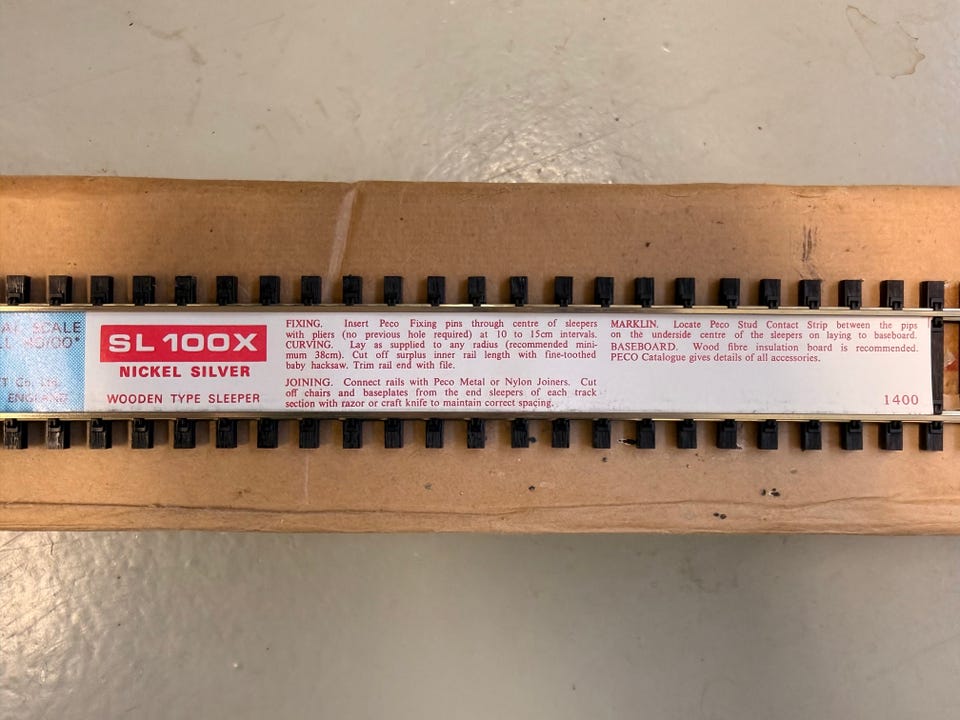 SCALE
HO/OO*
Co. Ltd.
ENGLAND
SL 100X
NICKEL SILVER
WOODEN TYPE SLEEPER
FIXING. Insert Peco Fixing pins through centre of sleepers
with pliers (no previous hole required) at 10 to 15cm intervals.
CURVING. Lay as supplied to any radius (recommended mini-
mum 38cm). Cut off surplus inner rail length with fine-toothed
baby hacksaw. Trim rail end with file.
JOINING. Connect rails with Peco Metal or Nylon Joiners. Cut
off chairs and baseplates from the end sleepers of each track
section with razor or craft knife to maintain correct spacing.
MARKLIN. Locate Peco Stud Contact Strip between the pips
on the underside centre of the sleepers on laying to baseboard.
BASEBOARD. Wood fibre insulation board is recommended.
PECO Catalogue gives details of all accessories.
1400